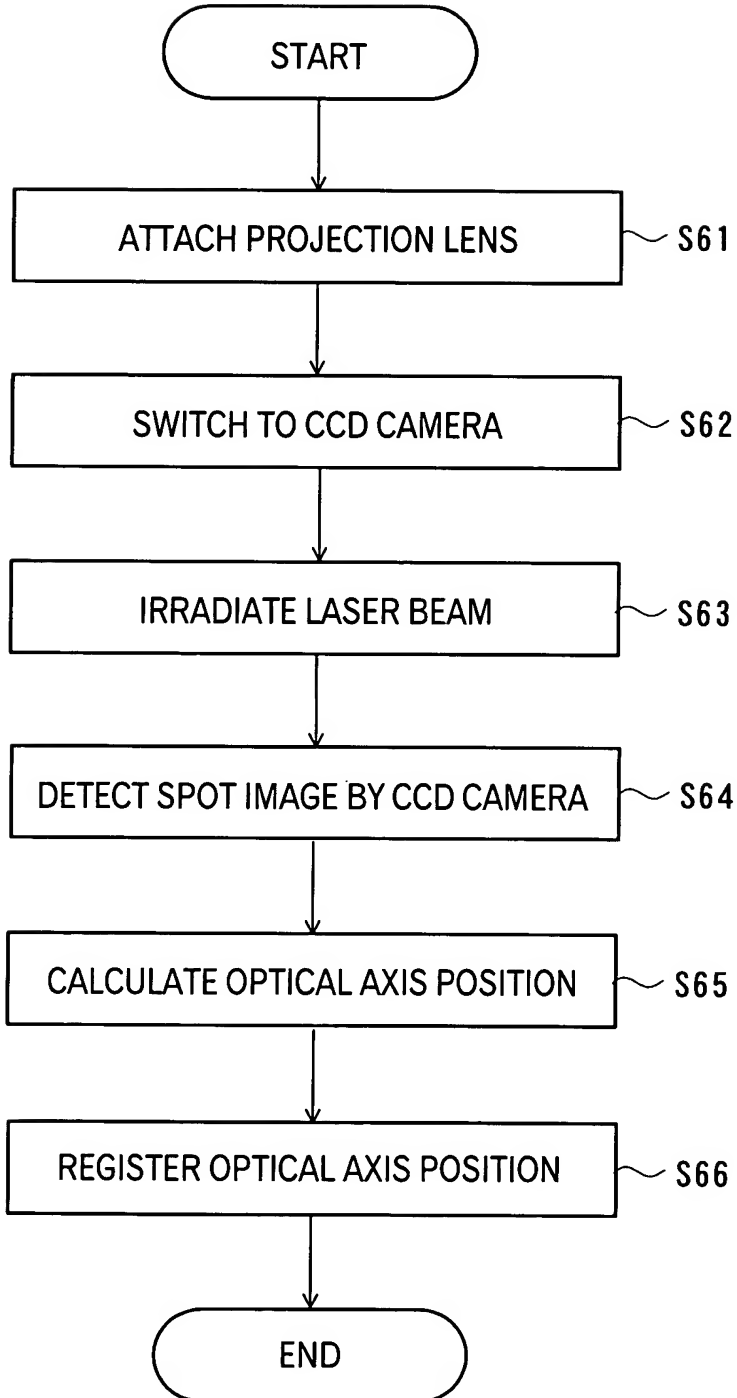 START
ATTACH PROJECTION LENS S61
SWITCH TO CCD CAMERA S62
IRRADIATE LASER BEAM S63
DETECT SPOT IMAGE BY CCD CAMERA S64
CALCULATE OPTICAL AXIS POSITION S65
REGISTER OPTICAL AXIS POSITION S66
END